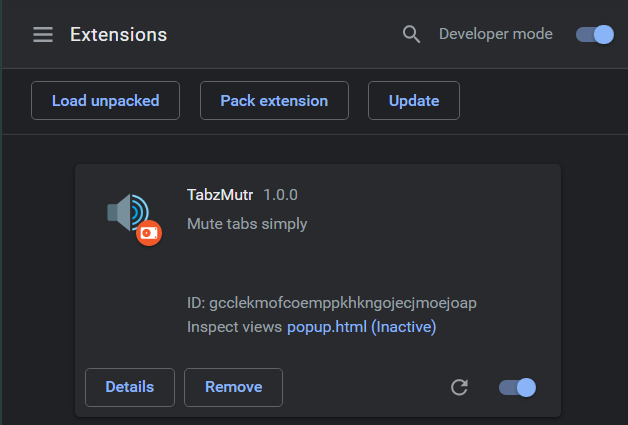 Extensions
Developer mode
Load unpacked
Pack extension
Update
TabzMutr 1.0.0
Mute tabs simply
ID: gcclekmofcoemppkhkngojecjmoejoap
Inspect views popup.html (Inactive)
Details
Remove